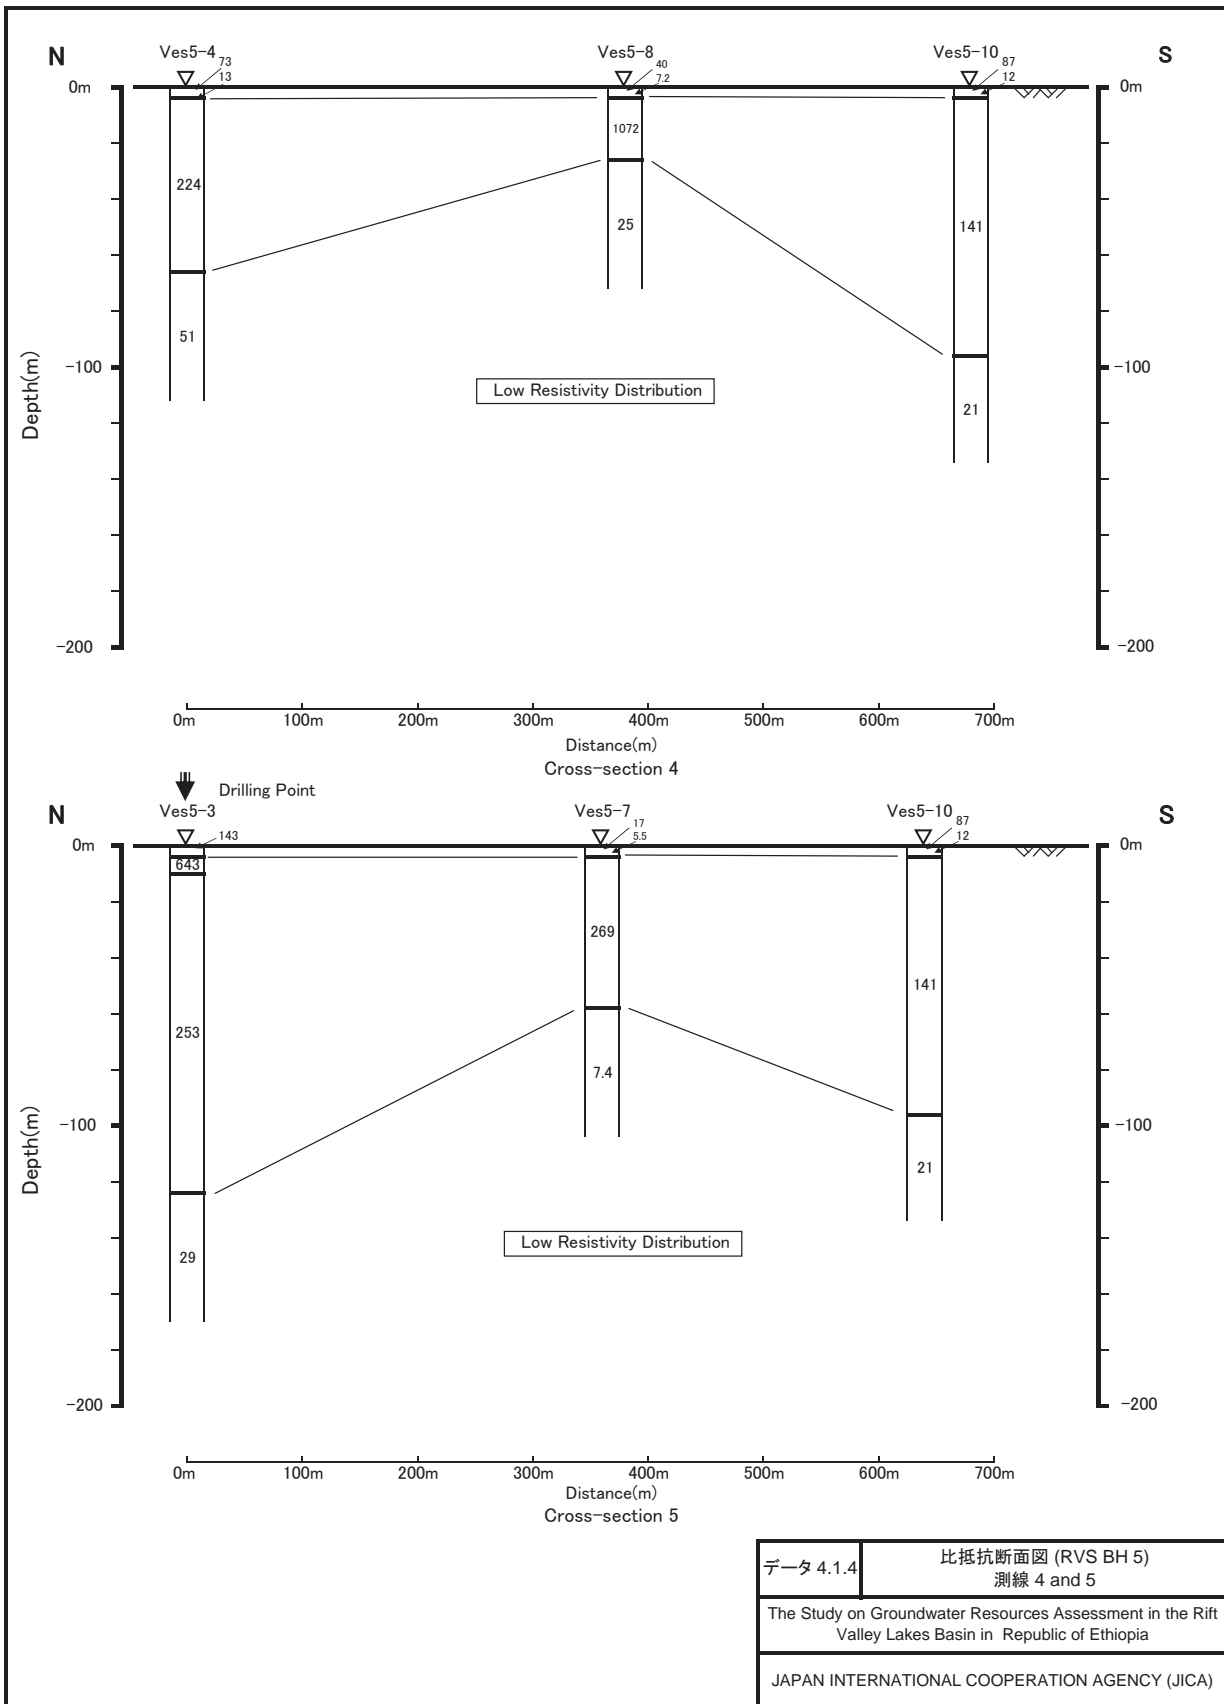 N
S
Ves5-4
Ves5-8
Ves5-10
73
13
40
7.2
87
12
0m
0m
224
1072
141
25
51
21
-100
-100
Depth(m)
Low Resistivity Distribution
-200
-200
0m 100m 200m 300m 400m 500m 600m 700m
Distance(m)
Cross-section 4
Drilling Point
N
S
Ves5-3
Ves5-7
Ves5-10
143
17
5.5
87
12
0m
0m
643
269
141
253
7.4
-100
-100
Depth(m)
21
29
Low Resistivity Distribution
-200
-200
0m 100m 200m 300m 400m 500m 600m 700m
Distance(m)
Cross-section 5
データ 4.1.4
比抵抗断面図 (RVS BH 5)
測線 4 and 5
The Study on Groundwater Resources Assessment in the Rift
Valley Lakes Basin in Republic of Ethiopia
JAPAN INTERNATIONAL COOPERATION AGENCY (JICA)